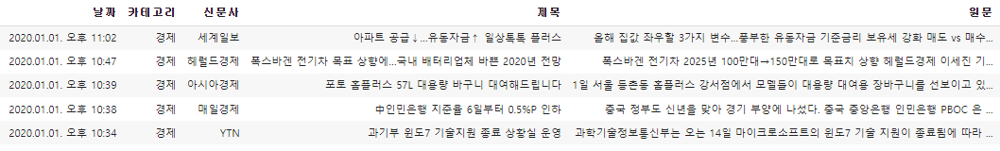 날짜 카테고리 신문사 제목 원문
2020.01.01. 오후 11:02 경제 세계일보 아파트 공급↓…유동자금↑ 일상톡톡 플러스 올해 집값 좌우할 3가지 변수…풍부한 유동자금 기준금리 보유세 강화 매도 vs 매수...
2020.01.01. 오후 10:47 경제 헤럴드경제 폭스바겐 전기차 목표 상향에…국내 배터리업체 바쁜 2020년 전망 폭스바겐 전기차 2025년 100만대→150만대로 목표치 상향 헤럴드경제 이세진 기...
2020.01.01. 오후 10:39 경제 아시아경제 포토 홈플러스 57L 대용량 바구니 대여해드립니다 1일 서울 등촌동 홈플러스 강서점에서 모델들이 대용량 대여용 장바구니를 선보이고 있...
2020.01.01. 오후 10:38 경제 매일경제 中인민은행 지준율 6일부터 0.5%P 인하 중국 정부도 신년을 맞아 경기 부양에 나섰다. 중국 중앙은행 인민은행 PBOC 은 ...
2020.01.01. 오후 10:34 경제 YTN 과기부 윈도7 기술지원 종료 상황실 운영 과학기술정보통신부는 오는 14일 마이크로소프트의 윈도7 기술 지원이 종료됨에 따라 ...